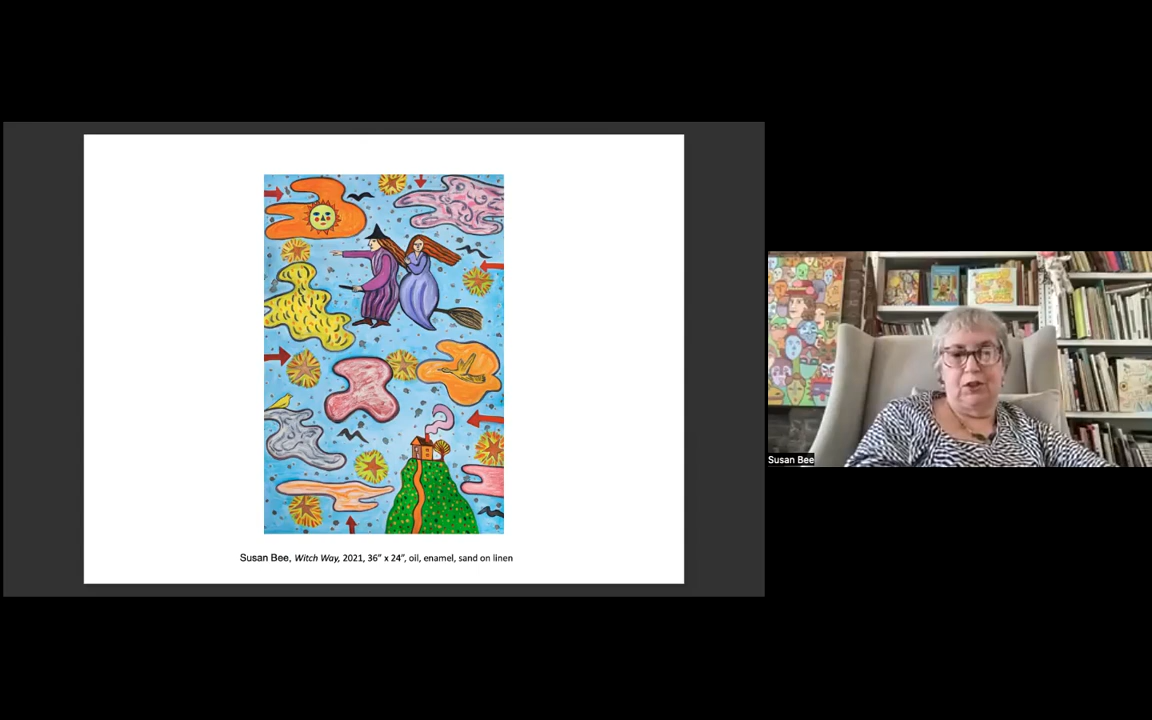 Susan Bee, Witch Way, 2021, 36” x 24”, oil, enamel, sand on linen
Susan Bee